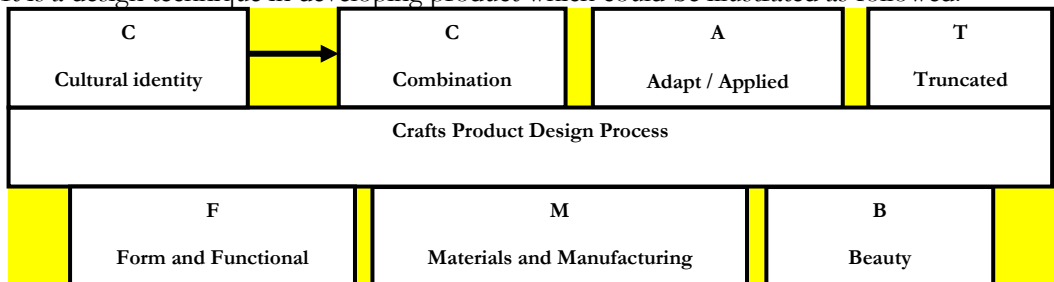 It is a design technique in developing product which could be illustrated as followed:
C
Cultural identity
C
Combination
A
Adapt / Applied
T
Truncated
Crafts Product Design Process
F
Form and Functional
M
Materials and Manufacturing
B
Beauty